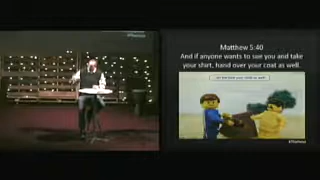 Matthew 5:40
And if anyone wants to sue you and take
your shirt, hand over your coat as well.